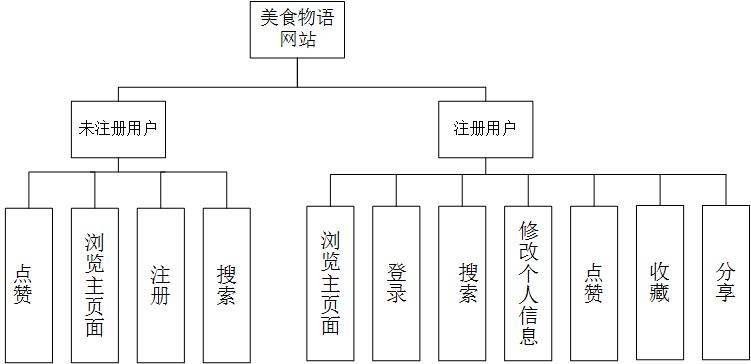 美食物语
网站
未注册用户
注册用户
点赞
浏览主页面
注册
搜索
浏览主页面
登录
搜索
修改个人信息
点赞
收藏
分享